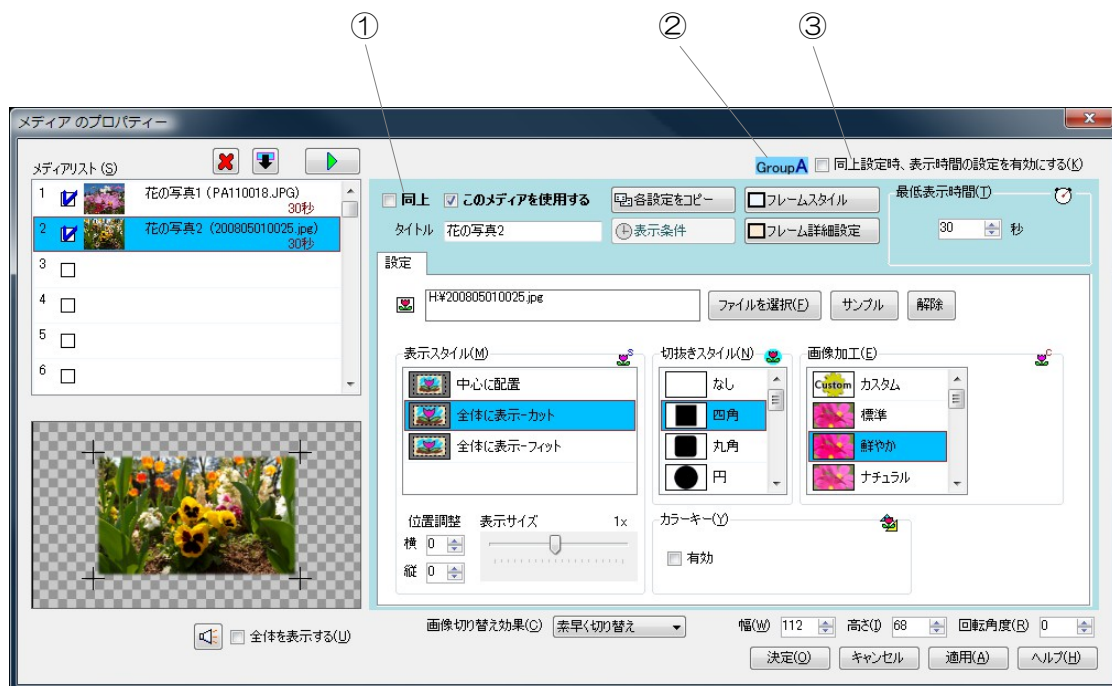 ① ② ③
メディア のプロパティー
メディアリスト(S)
GroupA 同上設定時、表示時間の設定を有効にする(K)
1 花の写真1 (PA110018.JPG)
30秒
2 花の写真2 (200805010025.jpg)
30秒
3
4
5
6
同上 このメディアを使用する 各設定をコピー フレームスタイル 最低表示時間(T)
タイトル 花の写真2 表示条件 フレーム詳細設定 30 秒
設定
H:¥200805010025.jpg ファイルを選択(F) サンプル 解除
表示スタイル(M) S 切抜きスタイル(N) 画像加工(E) C
中心に配置 なし Custom カスタム
全体に表示-カット 四角 標準
全体に表示-フィット 丸角 鮮やか
円 ナチュラル
位置調整 表示サイズ 1x カラーキー(Y)
横 0
有効
縦 0
全体を表示する(U)
画像切り替え効果(C) 素早く切り替え 幅(W) 112 高さ(I) 68 回転角度(R) 0
決定(O) キャンセル 適用(A) ヘルプ(H)